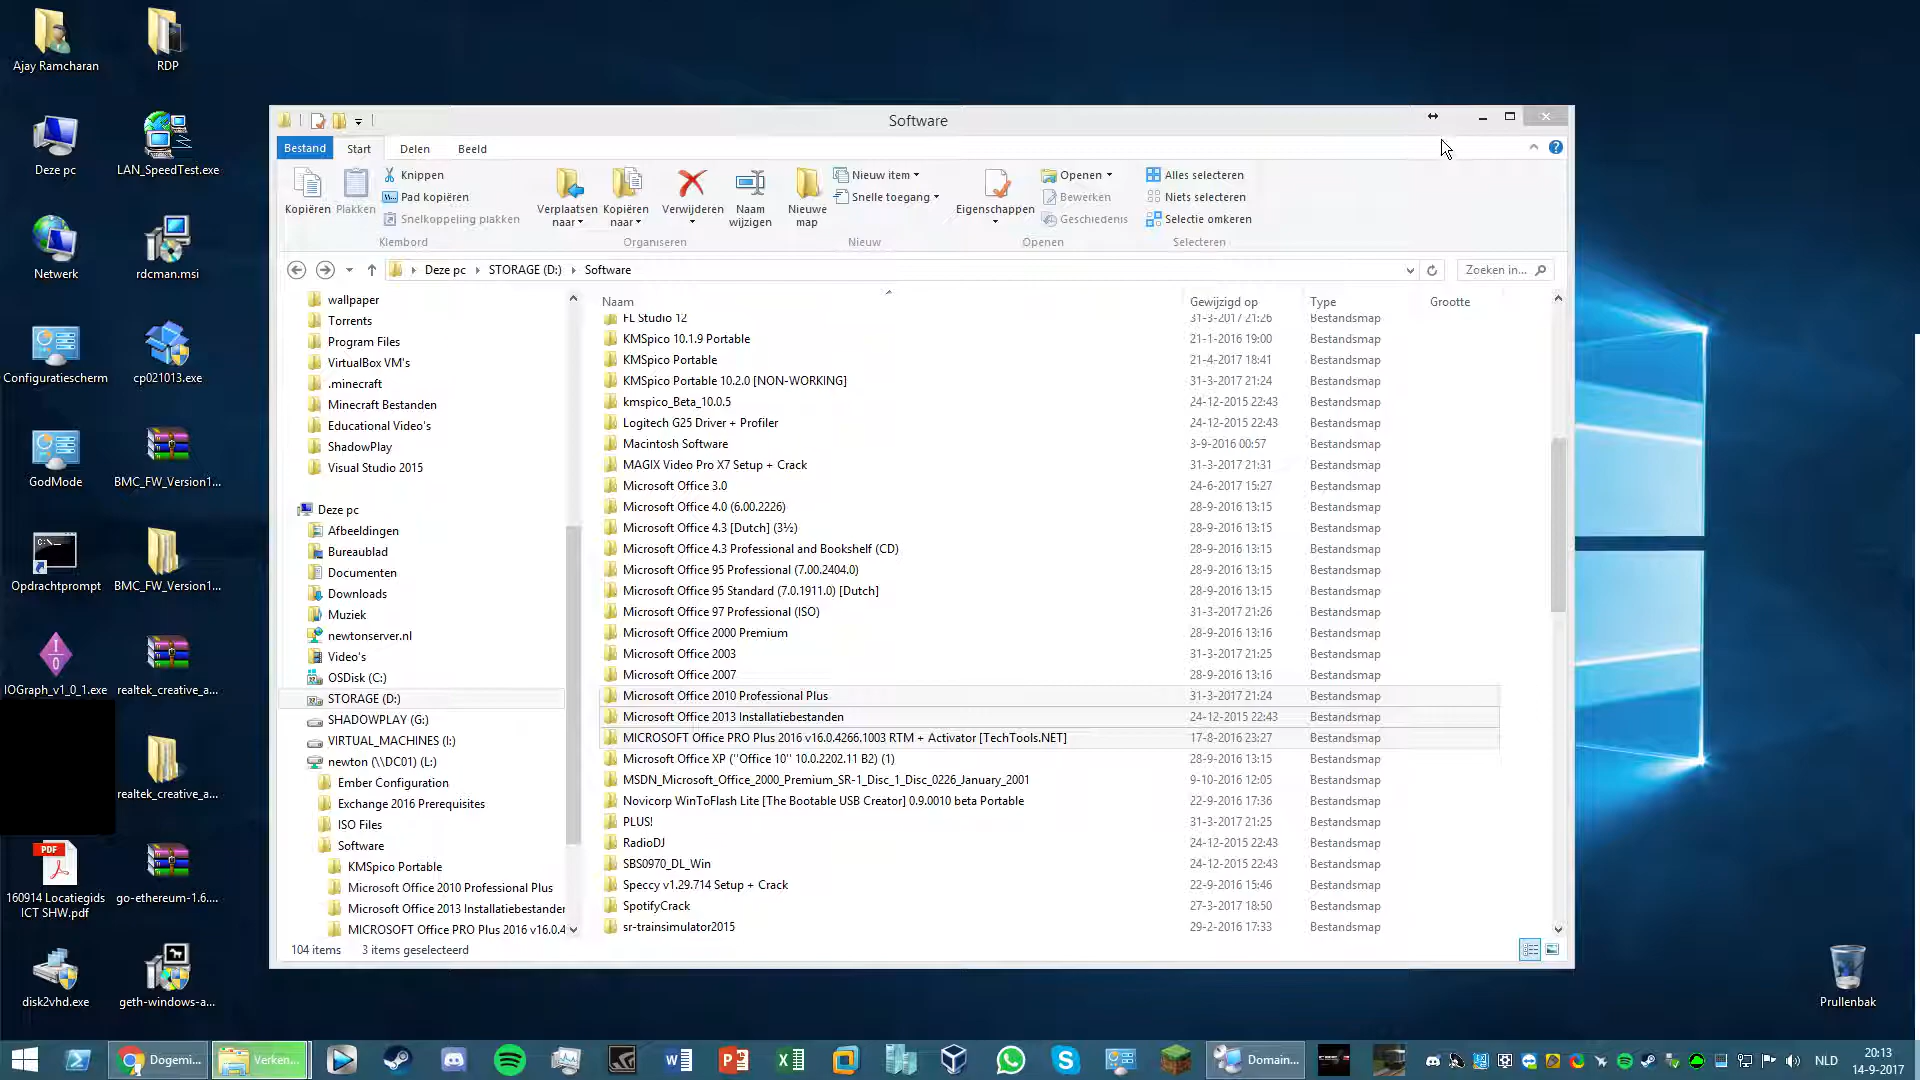 Ajay Ramcharan
RDP
Deze pc
LAN_SpeedTest.exe
Netwerk
rdcman.msi
Configuratiescherm
cp021013.exe
GodMode
BMC_FW_Version1...
Opdrachtprompt
BMC_FW_Version1...
IOGraph_v1_0_1.exe
realtek_creative_a...
realtek_creative_a...
160914 Locatiegids
ICT SHW.pdf
go-ethereum-1.6....
disk2vhd.exe
geth-windows-a...
Software
Bestand
Start
Delen
Beeld
Kopiëren
Plakken
Knippen
Pad kopiëren
Snelkoppeling plakken
Klembord
Verplaatsen
naar
Kopiëren
naar
Verwijderen
Naam
wijzigen
Organiseren
Nieuwe
map
Nieuw item
Snelle toegang
Nieuw
Eigenschappen
Openen
Bewerken
Geschiedenis
Openen
Alles selecteren
Niets selecteren
Selectie omkeren
Selecteren
Deze pc
STORAGE (D:)
Software
Zoeken in...
wallpaper
Torrents
Program Files
VirtualBox VM's
.minecraft
Minecraft Bestanden
Educational Video's
ShadowPlay
Visual Studio 2015
Deze pc
Afbeeldingen
Bureaublad
Documenten
Downloads
Muziek
newtonserver.nl
Video's
OSDisk (C:)
STORAGE (D:)
SHADOWPLAY (G:)
VIRTUAL_MACHINES (I:)
newton (\\DC01) (L:)
Ember Configuration
Exchange 2016 Prerequisites
ISO Files
Software
KMSpico Portable
Microsoft Office 2010 Professional Plus
Microsoft Office 2013 Installatiebestanden
MICROSOFT Office PRO Plus 2016 v16.0.4
Naam Gewijzigd op Type Grootte
FL Studio 12 31-3-2017 21:26 Bestandsmap
KMSpico 10.1.9 Portable 21-1-2016 19:00 Bestandsmap
KMSpico Portable 21-4-2017 18:41 Bestandsmap
KMSpico Portable 10.2.0 [NON-WORKING] 31-3-2017 21:24 Bestandsmap
kmspico_Beta_10.0.5 24-12-2015 22:43 Bestandsmap
Logitech G25 Driver + Profiler 24-12-2015 22:43 Bestandsmap
Macintosh Software 3-9-2016 00:57 Bestandsmap
MAGIX Video Pro X7 Setup + Crack 31-3-2017 21:31 Bestandsmap
Microsoft Office 3.0 24-6-2017 15:27 Bestandsmap
Microsoft Office 4.0 (6.00.2226) 28-9-2016 13:15 Bestandsmap
Microsoft Office 4.3 [Dutch] (3½) 28-9-2016 13:15 Bestandsmap
Microsoft Office 4.3 Professional and Bookshelf (CD) 28-9-2016 13:15 Bestandsmap
Microsoft Office 95 Professional (7.00.2404.0) 28-9-2016 13:15 Bestandsmap
Microsoft Office 95 Standard (7.0.1911.0) [Dutch] 28-9-2016 13:15 Bestandsmap
Microsoft Office 97 Professional (ISO) 31-3-2017 21:26 Bestandsmap
Microsoft Office 2000 Premium 28-9-2016 13:16 Bestandsmap
Microsoft Office 2003 31-3-2017 21:25 Bestandsmap
Microsoft Office 2007 28-9-2016 13:16 Bestandsmap
Microsoft Office 2010 Professional Plus 31-3-2017 21:24 Bestandsmap
Microsoft Office 2013 Installatiebestanden 24-12-2015 22:43 Bestandsmap
MICROSOFT Office PRO Plus 2016 v16.0.4266.1003 RTM + Activator [TechTools.NET] 17-8-2016 23:27 Bestandsmap
Microsoft Office XP ("Office 10" 10.0.2202.11 B2) (1) 28-9-2016 13:15 Bestandsmap
MSDN_Microsoft_Office_2000_Premium_SR-1_Disc_1_Disc_0226_January_2001 9-10-2016 12:05 Bestandsmap
Novicorp WinToFlash Lite [The Bootable USB Creator] 0.9.0010 beta Portable 22-9-2016 17:36 Bestandsmap
PLUS! 31-3-2017 21:25 Bestandsmap
RadioDJ 24-12-2015 22:43 Bestandsmap
SBS0970_DL_Win 24-12-2015 22:43 Bestandsmap
Speccy v1.29.714 Setup + Crack 22-9-2016 15:46 Bestandsmap
SpotifyCrack 27-3-2017 18:50 Bestandsmap
sr-trainsimulator2015 29-2-2016 17:33 Bestandsmap
104 items 3 items geselecteerd
Prullenbak
Dogemi...
Verken...
Domain...
NLD
20:13
14-9-2017